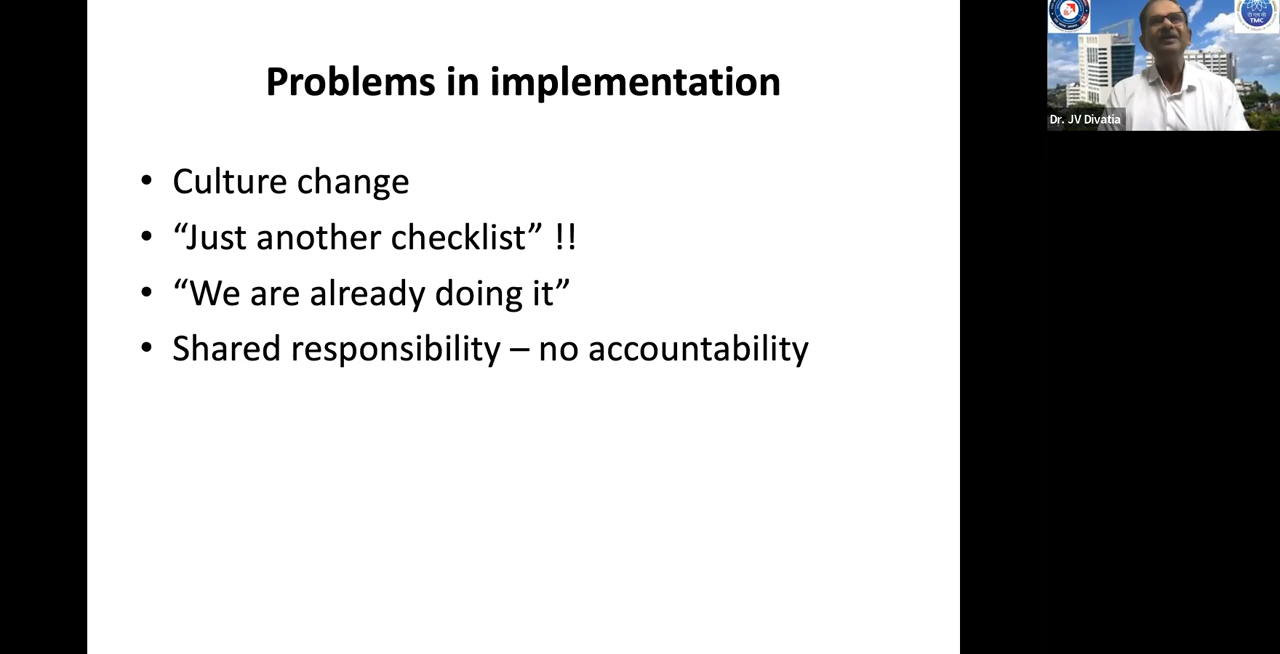 Problems in implementation
• Culture change
• “Just another checklist” !!
• “We are already doing it”
• Shared responsibility – no accountability
TMC
Dr. JV Divatia